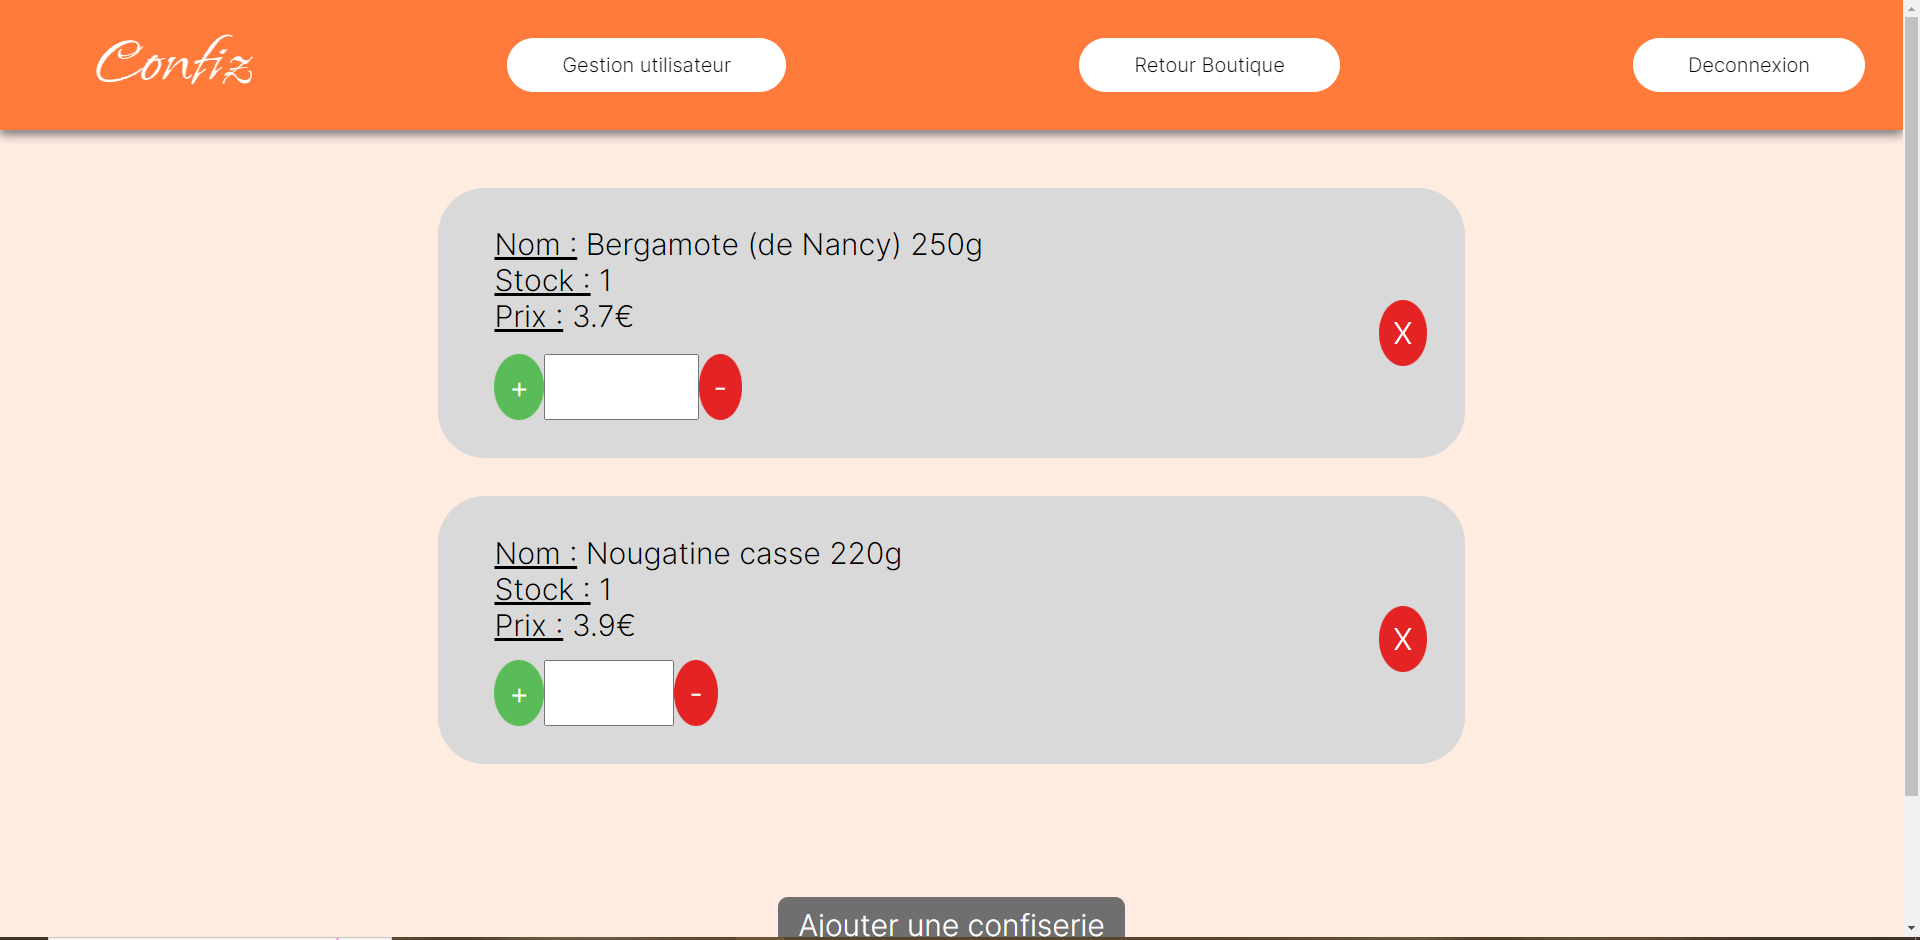 Confiz
Gestion utilisateur
Retour Boutique
Deconnexion
Nom : Bergamote (de Nancy) 250g
Stock : 1
Prix : 3.7€
+
-
X
Nom : Nougatine casse 220g
Stock : 1
Prix : 3.9€
+
-
X
Ajouter une confiserie